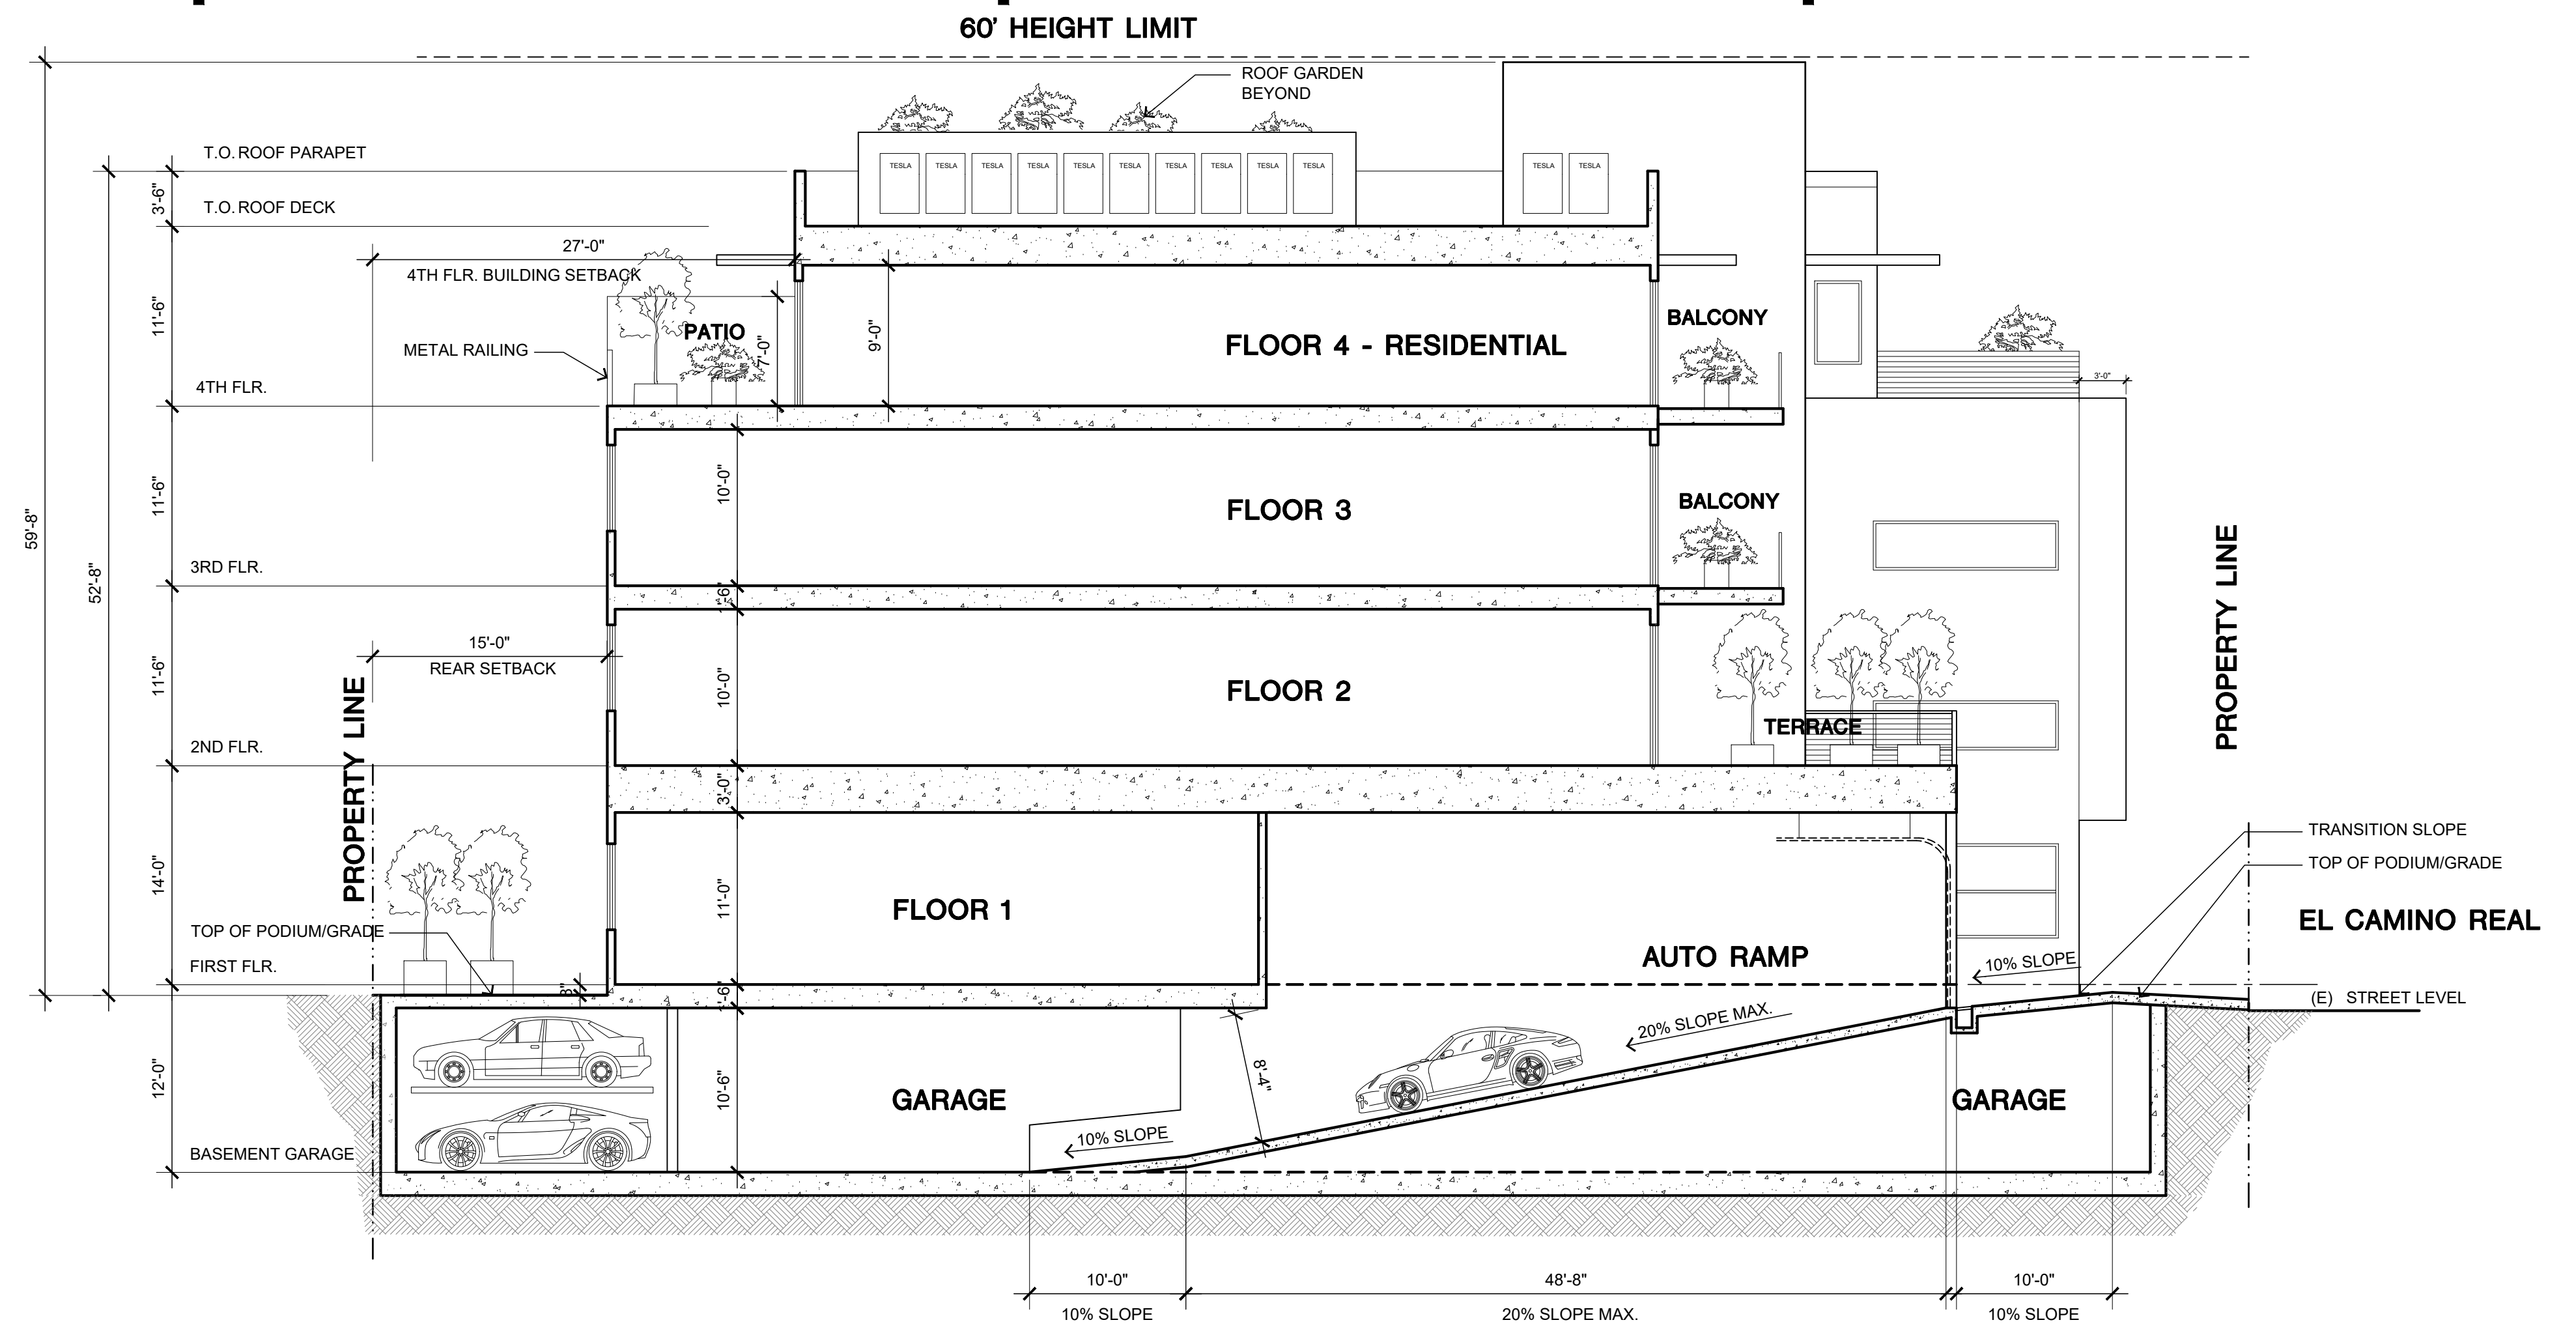 60' HEIGHT LIMIT
ROOF GARDEN
BEYOND
T.O. ROOF PARAPET
3'-6"
T.O. ROOF DECK
TESLA TESLA TESLA TESLA TESLA TESLA TESLA TESLA TESLA TESLA
TESLA TESLA
27'-0"
4TH FLR. BUILDING SETBACK
11'-6"
PATIO
7'-0"
9'-0"
METAL RAILING
FLOOR 4 - RESIDENTIAL
BALCONY
3'-0"
4TH FLR.
10'-0"
11'-6"
FLOOR 3
BALCONY
59'-8"
52'-8"
3RD FLR.
15'-0"
REAR SETBACK
11'-6"
10'-0"
FLOOR 2
TERRACE
PROPERTY LINE
PROPERTY LINE
2ND FLR.
3'-0"
14'-0"
11'-0"
FLOOR 1
TRANSITION SLOPE
TOP OF PODIUM/GRADE
EL CAMINO REAL
TOP OF PODIUM/GRADE
AUTO RAMP
10% SLOPE
FIRST FLR.
8"
(E) STREET LEVEL
20% SLOPE MAX.
8'-4"
12'-0"
10'-6"
GARAGE
GARAGE
10% SLOPE
BASEMENT GARAGE
10'-0"
48'-8"
10'-0"
10% SLOPE
20% SLOPE MAX.
10% SLOPE